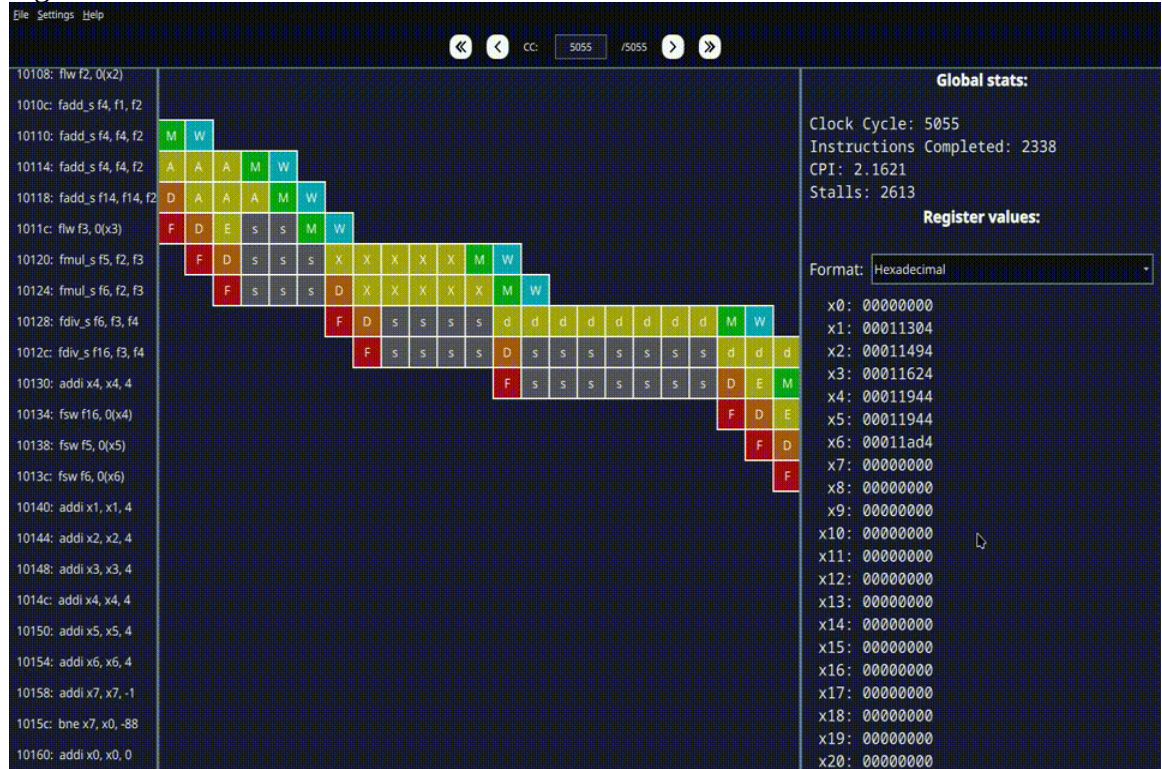 File Settings Help
CC: 5055 /5055
10108: flw f2, 0(x2)
1010c: fadd_s f4, f1, f2
10110: fadd_s f4, f4, f2 M W
10114: fadd_s f4, f4, f2 A A A M W
10118: fadd_s f14, f14, f2 D A A A M W
1011c: flw f3, 0(x3) F D E s s M W
10120: fmul_s f5, f2, f3 F D s s s X X X X X M W
10124: fmul_s f6, f2, f3 F s s s D X X X X X M W
10128: fdiv_s f6, f3, f4 F D s s s s d d d d d d d d M W
1012c: fdiv_s f16, f3, f4 F s s s s D s s s s s s s d d d
10130: addi x4, x4, 4 F s s s s s s s D E M
10134: fsw f16, 0(x4) F D E
10138: fsw f5, 0(x5) F D
1013c: fsw f6, 0(x6) F
10140: addi x1, x1, 4
10144: addi x2, x2, 4
10148: addi x3, x3, 4
1014c: addi x4, x4, 4
10150: addi x5, x5, 4
10154: addi x6, x6, 4
10158: addi x7, x7, -1
1015c: bne x7, x0, -88
10160: addi x0, x0, 0
Global stats:
Clock Cycle: 5055
Instructions Completed: 2338
CPI: 2.1621
Stalls: 2613
Register values:
Format: Hexadecimal
x0: 00000000
x1: 00011304
x2: 00011494
x3: 00011624
x4: 00011944
x5: 00011944
x6: 00011ad4
x7: 00000000
x8: 00000000
x9: 00000000
x10: 00000000
x11: 00000000
x12: 00000000
x13: 00000000
x14: 00000000
x15: 00000000
x16: 00000000
x17: 00000000
x18: 00000000
x19: 00000000
x20: 00000000